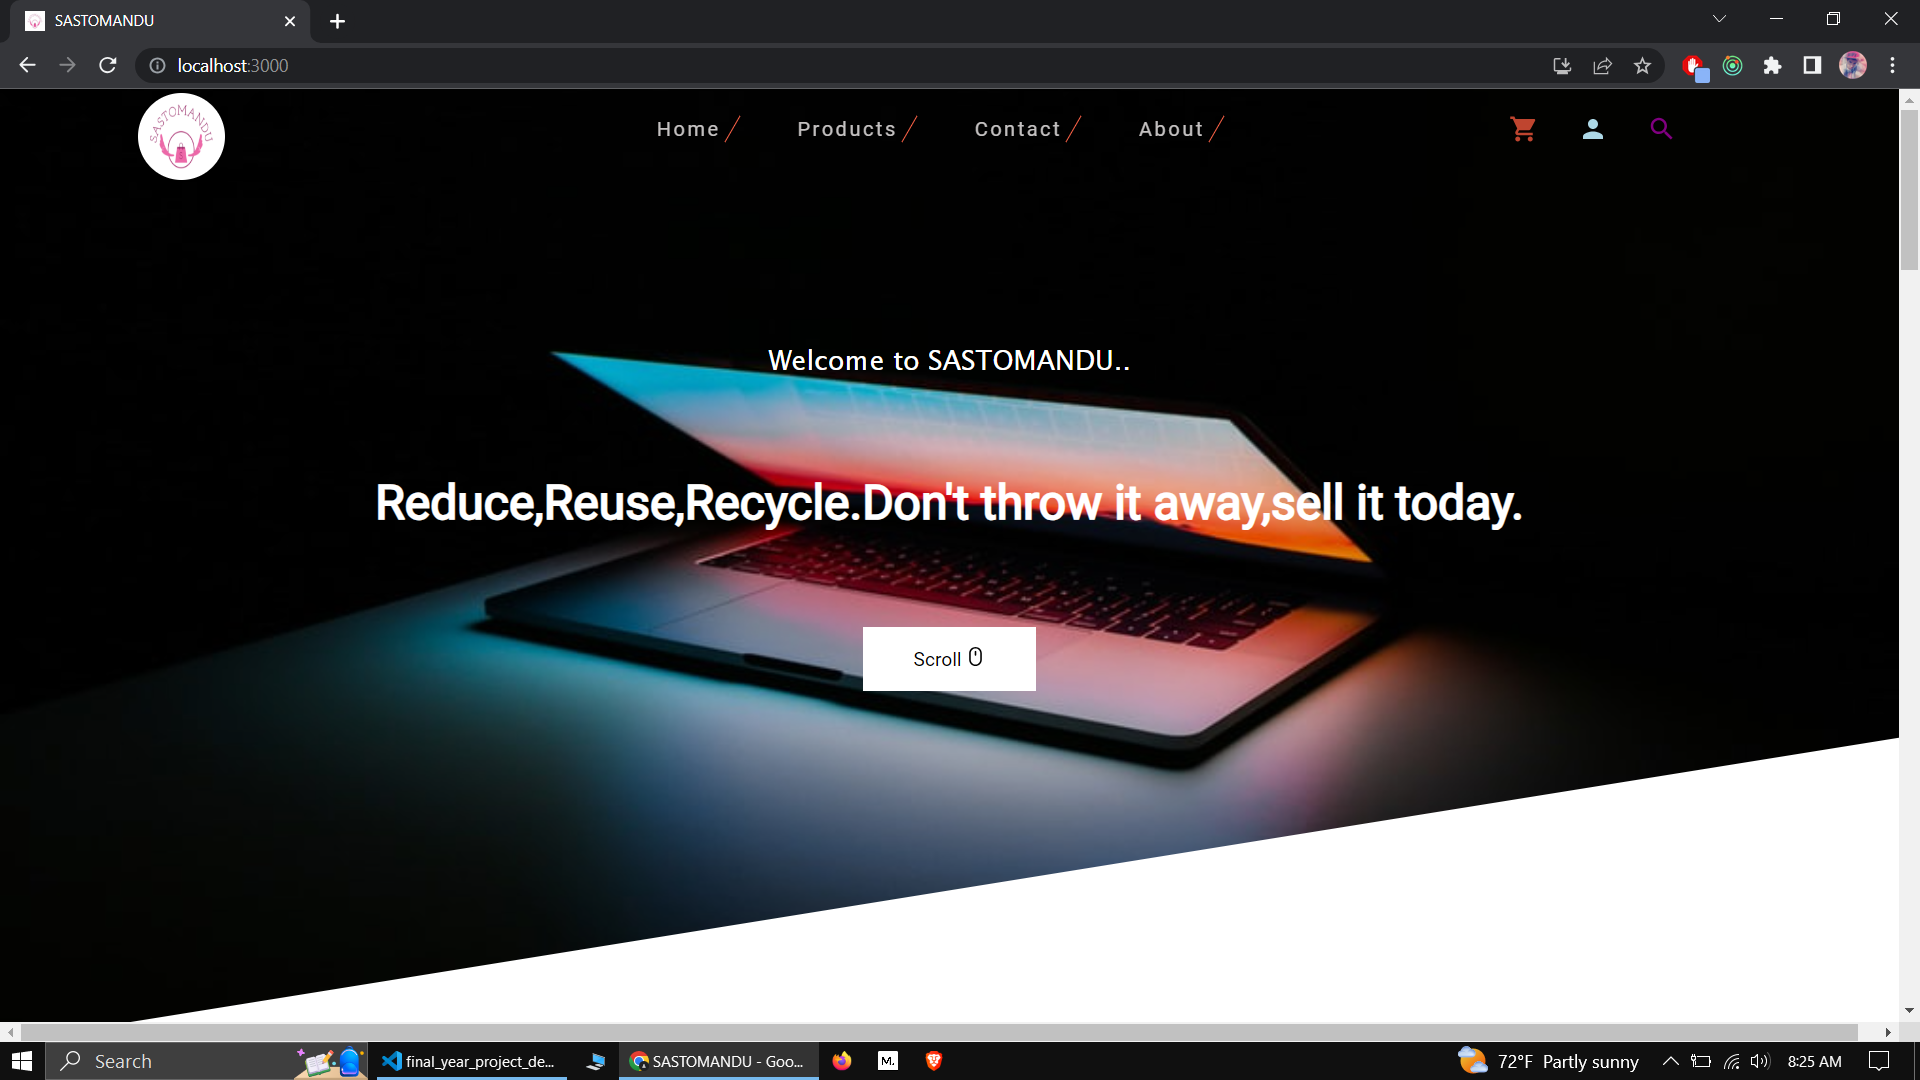 SASTOMANDU
localhost:3000
SASTOMANDU
Home
Products
Contact
About
Welcome to SASTOMANDU..
Reduce,Reuse,Recycle.Don't throw it away,sell it today.
Scroll
Search
final_year_project_de...
SASTOMANDU - Goo...
M.
72°F Partly sunny
8:25 AM